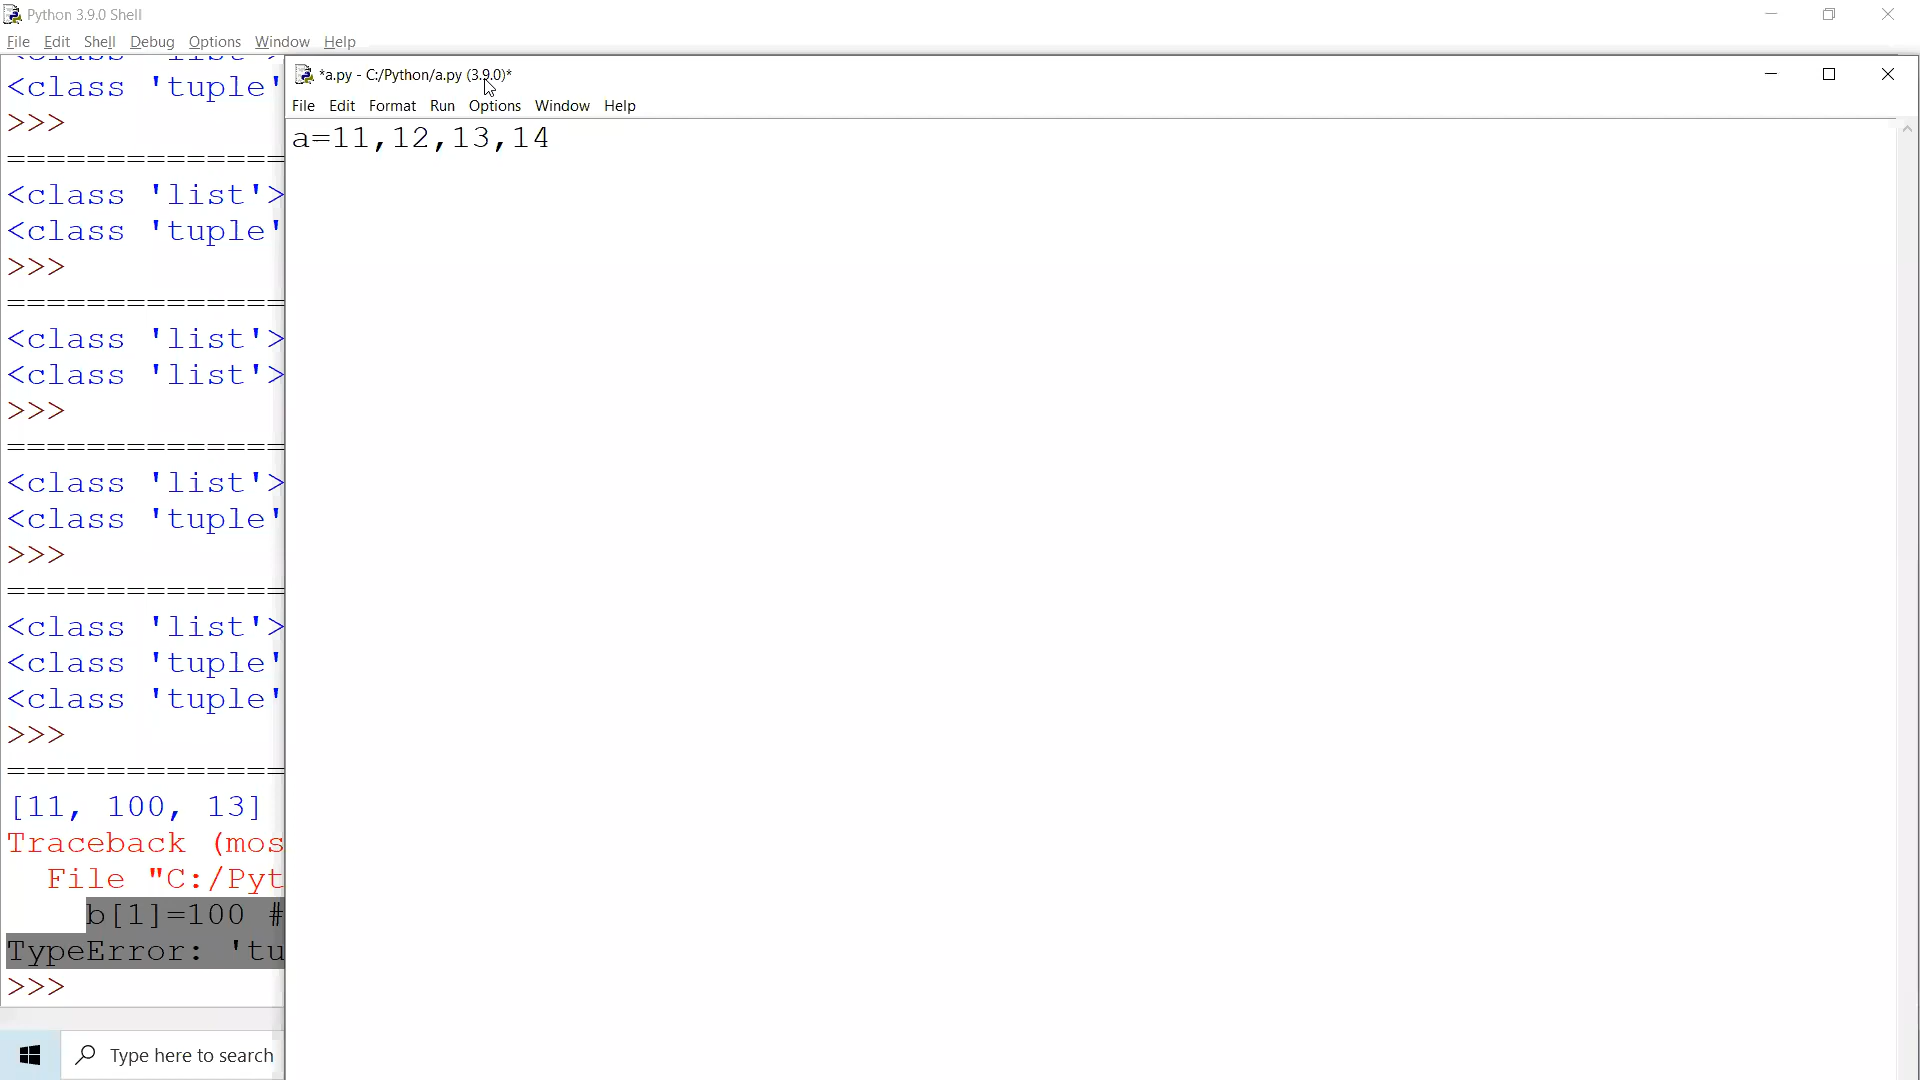 Python 3.9.0 Shell
File Edit Shell Debug Options Window Help
<class 'tuple'
>>>
==============
<class 'list'>
<class 'tuple'
>>>
==============
<class 'list'>
<class 'list'>
>>>
==============
<class 'list'>
<class 'tuple'
>>>
==============
<class 'list'>
<class 'tuple'
<class 'tuple'
>>>
==============
[11, 100, 13]
Traceback (mos
File "C:/Pyt
b[1]=100 #
TypeError: 'tu
>>>
*a.py - C:/Python/a.py (3.9.0)*
File Edit Format Run Options Window Help
a=11,12,13,14
Type here to search